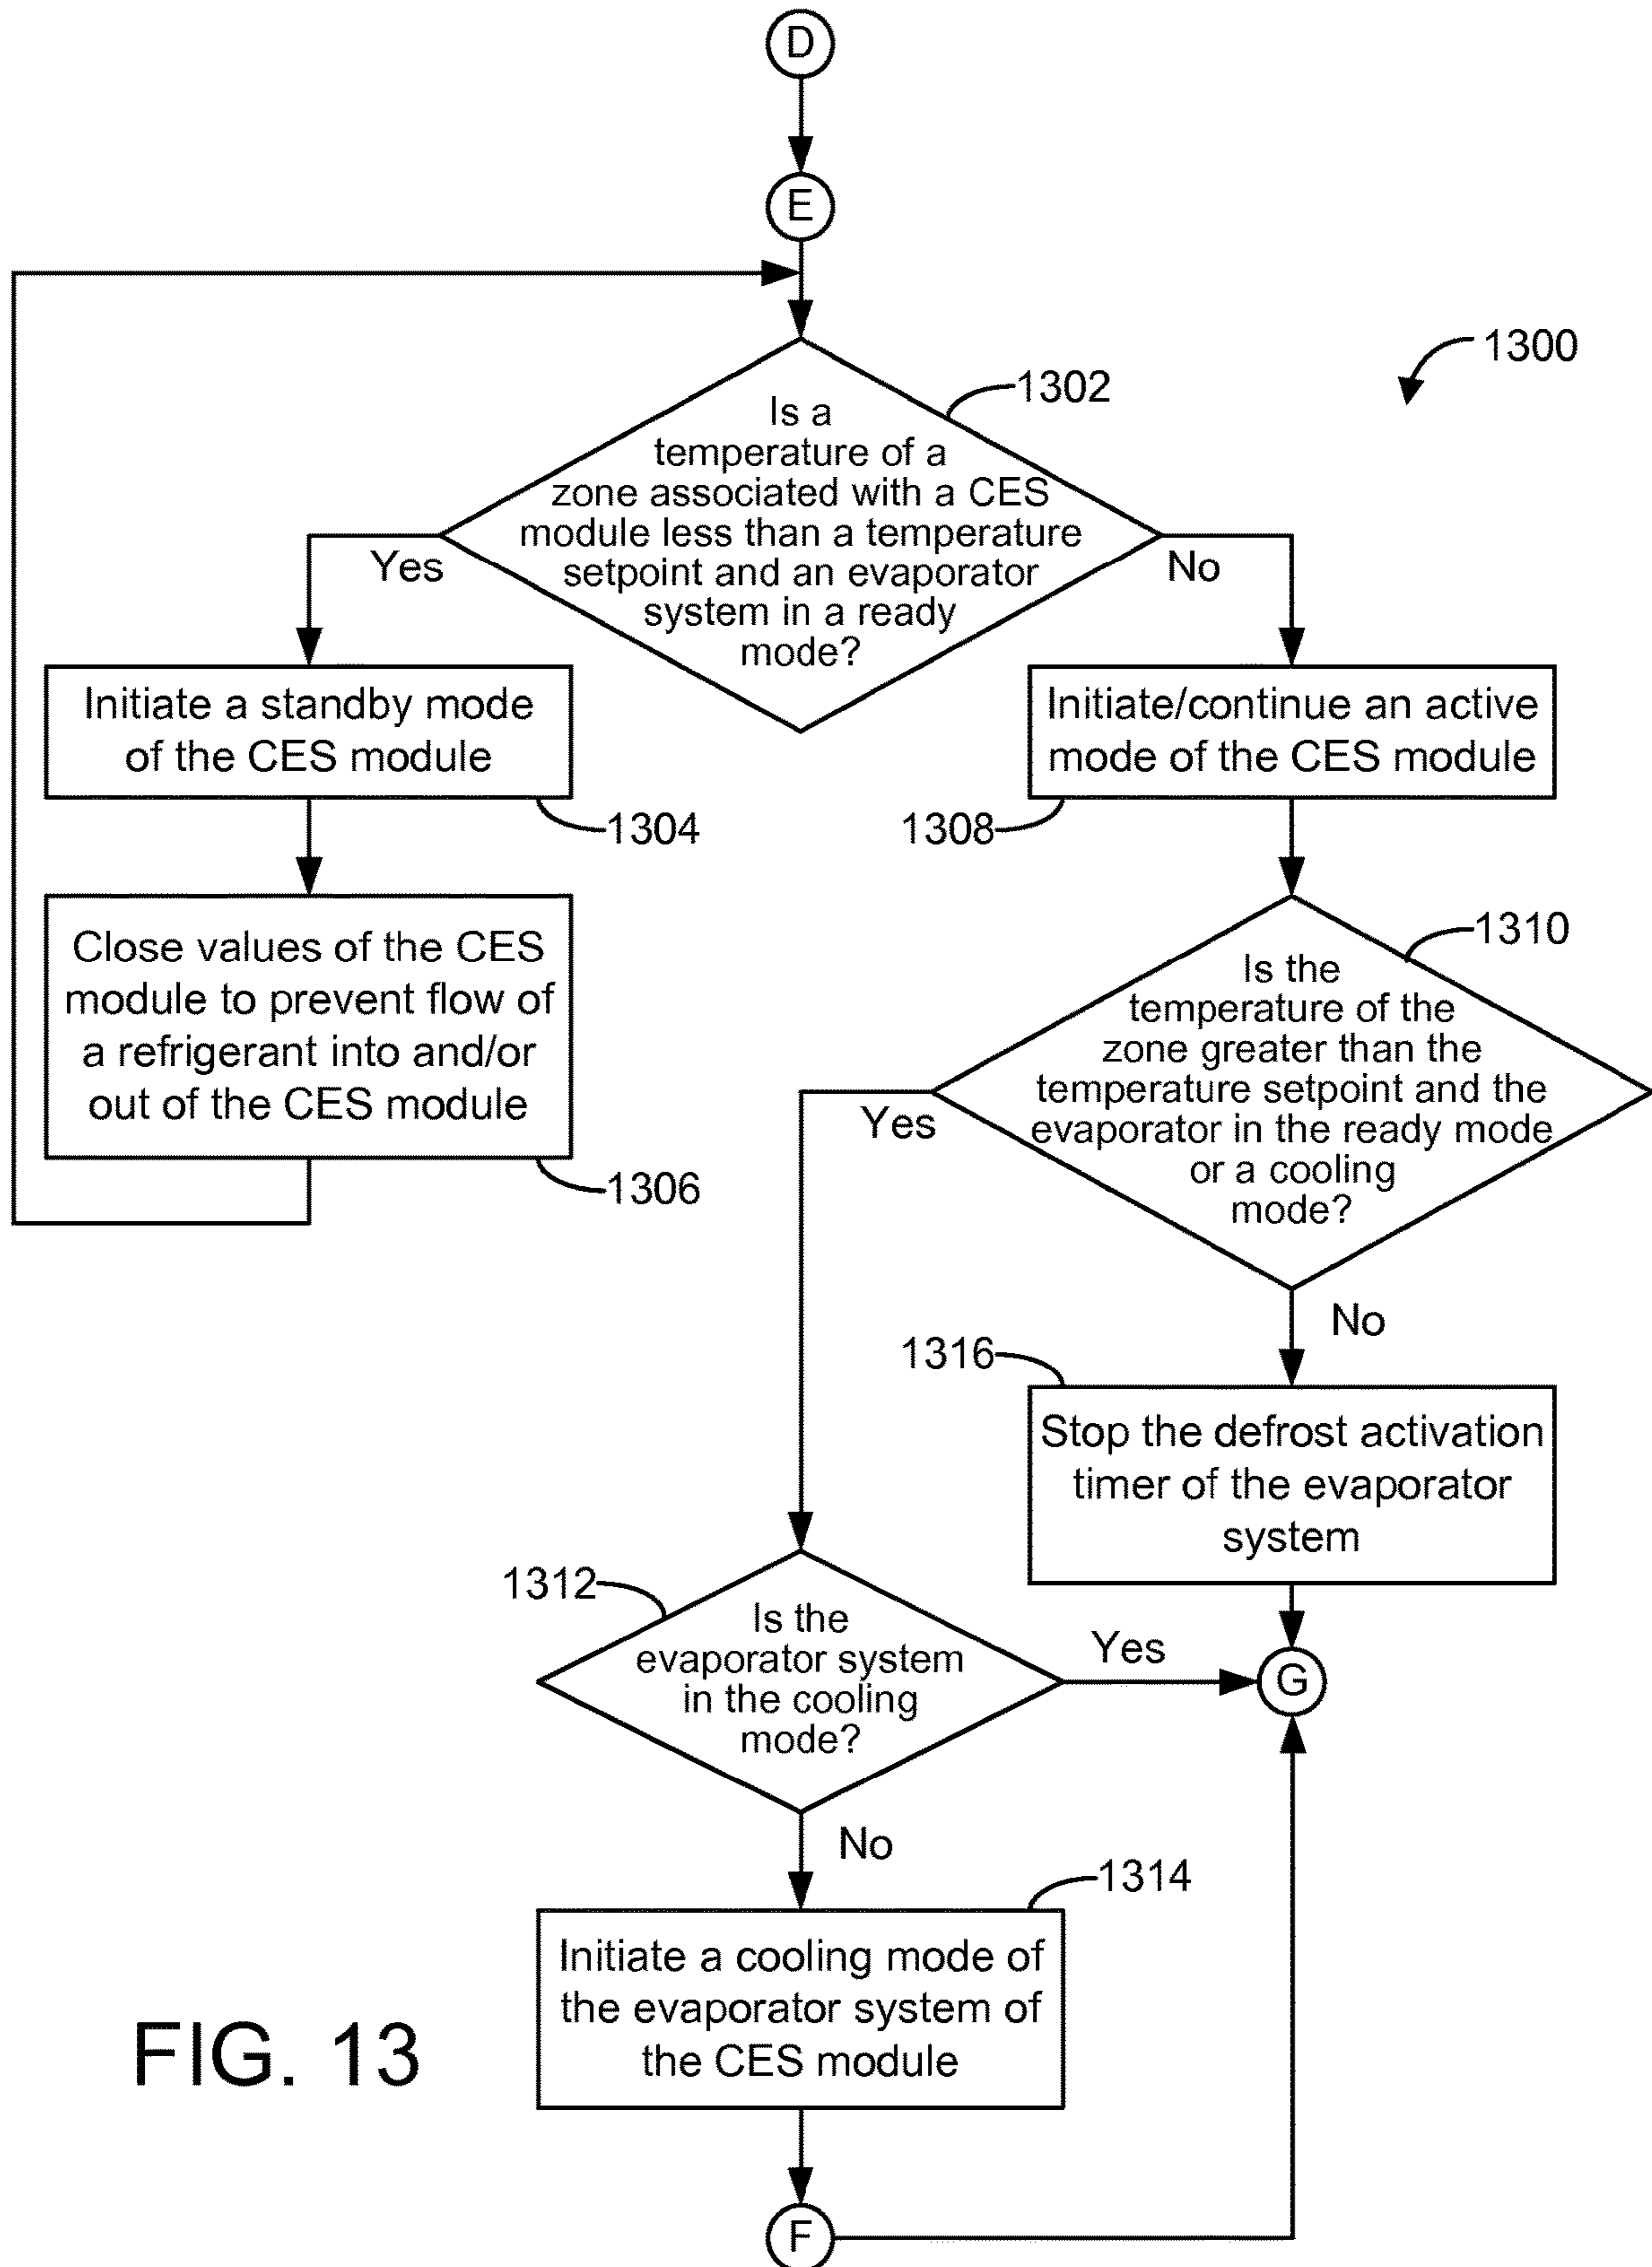 D
E
1300
1302
Is a
temperature of a
zone associated with a CES
module less than a temperature
setpoint and an evaporator
system in a ready
mode?
Yes
No
Initiate a standby mode
of the CES module
1304
Initiate/continue an active
mode of the CES module
1308
Close values of the CES
module to prevent flow of
a refrigerant into and/or
out of the CES module
1306
1310
Is the
temperature of the
zone greater than the
temperature setpoint and the
evaporator in the ready mode
or a cooling
mode?
Yes
No
1316
Stop the defrost activation
timer of the evaporator
system
1312
Is the
evaporator system
in the cooling
mode?
Yes
G
No
1314
Initiate a cooling mode of
the evaporator system of
the CES module
FIG. 13
F